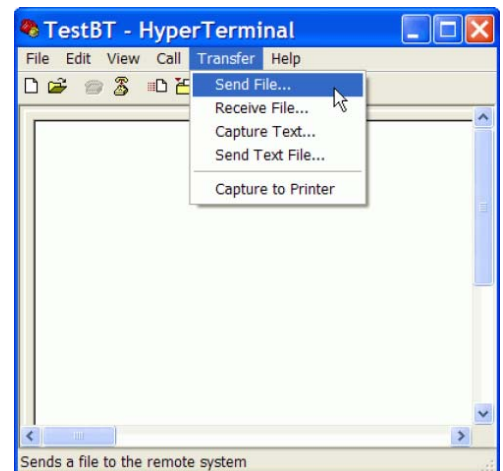 TestBT - HyperTerminal
File Edit View Call Transfer Help
Send File...
Receive File...
Capture Text...
Send Text File...
Capture to Printer
Sends a file to the remote system